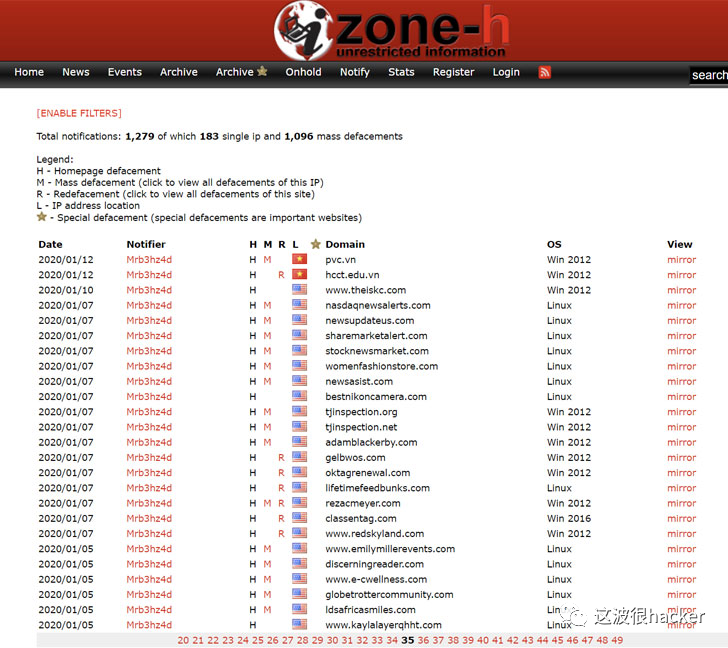 zone-h
unrestricted information
Home News Events Archive Archive Onhold Notify Stats Register Login search
[ENABLE FILTERS]
Total notifications: 1,279 of which 183 single ip and 1,096 mass defacements
Legend:
H - Homepage defacement
M - Mass defacement (click to view all defacements of this IP)
R - Redefacement (click to view all defacements of this site)
L - IP address location
- Special defacement (special defacements are important websites)
Date Notifier H M R L Domain OS View
2020/01/12 Mrb3hz4d H M pvc.vn Win 2012 mirror
2020/01/12 Mrb3hz4d H R hcct.edu.vn Win 2012 mirror
2020/01/10 Mrb3hz4d H www.theiskc.com Win 2012 mirror
2020/01/07 Mrb3hz4d H M nasdaqnewsalerts.com Linux mirror
2020/01/07 Mrb3hz4d H M newsupdateus.com Linux mirror
2020/01/07 Mrb3hz4d H M sharemarketalert.com Linux mirror
2020/01/07 Mrb3hz4d H M stocknewsmarket.com Linux mirror
2020/01/07 Mrb3hz4d H M womenfashionstore.com Linux mirror
2020/01/07 Mrb3hz4d H M newsasist.com Linux mirror
2020/01/07 Mrb3hz4d H bestnikoncamera.com Linux mirror
2020/01/07 Mrb3hz4d H M tjinspection.org Win 2012 mirror
2020/01/07 Mrb3hz4d H M tjinspection.net Win 2012 mirror
2020/01/07 Mrb3hz4d H M adamblackerby.com Win 2012 mirror
2020/01/07 Mrb3hz4d R gelbwos.com Win 2012 mirror
2020/01/07 Mrb3hz4d R oktagrenewal.com Win 2012 mirror
2020/01/07 Mrb3hz4d R lifetimefeedbunks.com Linux mirror
2020/01/07 Mrb3hz4d H M R rezacmeyer.com Win 2012 mirror
2020/01/07 Mrb3hz4d R classentag.com Win 2016 mirror
2020/01/07 Mrb3hz4d R www.redskyland.com Win 2012 mirror
2020/01/05 Mrb3hz4d H M www.emilymillerevents.com Linux mirror
2020/01/05 Mrb3hz4d H M discerningreader.com Linux mirror
2020/01/05 Mrb3hz4d H M www.e-cwellness.com Linux mirror
2020/01/05 Mrb3hz4d H M globetrottercommunity.com Linux mirror
2020/01/05 Mrb3hz4d H M ldsafricasmiles.com mirror
2020/01/05 Mrb3hz4d H www.kaylalayerqhht.com Linux mirror
这波很hacker
20 21 22 23 24 25 26 27 28 29 30 31 32 33 34 35 36 37 38 39 40 41 42 43 44 45 46 47 48 49